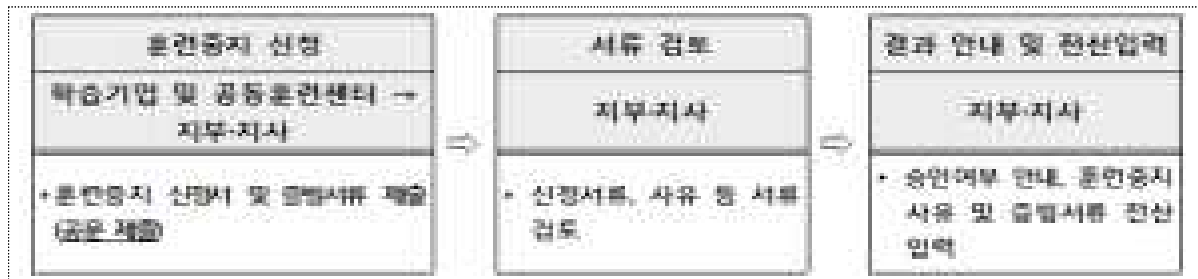 훈련중지 신청
학습기업 및 공동훈련센터 →
지부·지사
• 훈련중지 신청서 및 증빙서류 제출
(공문 제출)
⇨
서류 검토
지부·지사
• 신청서류, 사유 등 서류
검토
⇨
결과 안내 및 전산입력
지부·지사
• 승인여부 안내, 훈련중지
사유 및 증빙서류 전산
입력